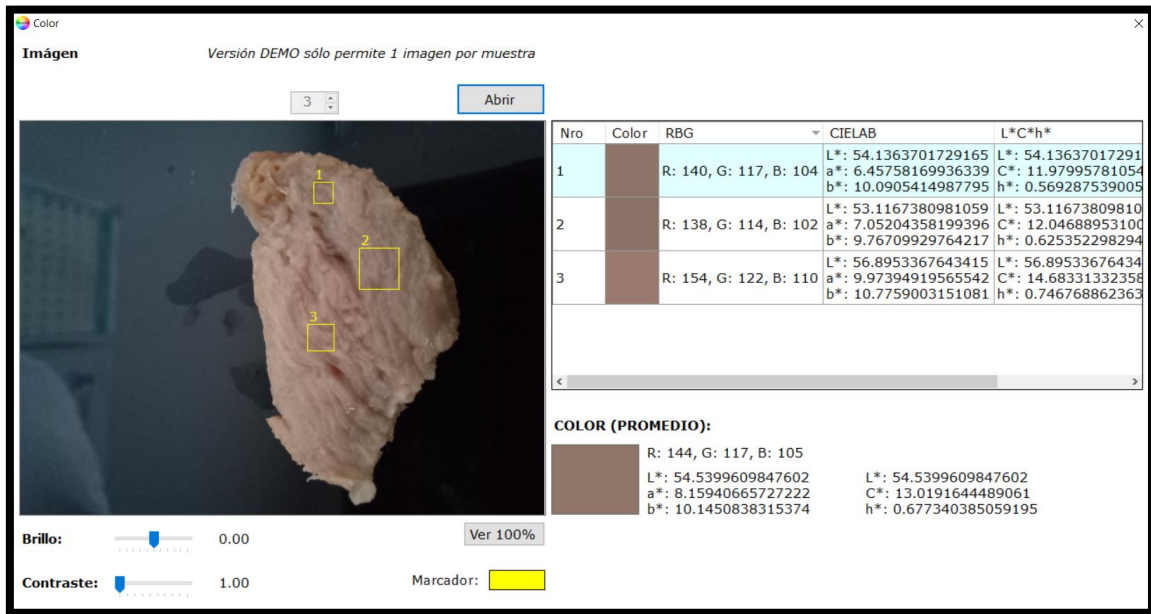 Color
Imágen Versión DEMO sólo permite 1 imagen por muestra
3 Abrir
1
2
3
Nro Color RBG CIELAB L*C*h*
1 R: 140, G: 117, B: 104 L*: 54.1363701729165 L*: 54.13637017291
a*: 6.45758169936339 C*: 11.97995781054
b*: 10.0905414987795 h*: 0.569287539005
2 R: 138, G: 114, B: 102 L*: 53.1167380981059 L*: 53.11673809810
a*: 7.05204358199396 C*: 12.04688953100
b*: 9.76709929764217 h*: 0.625352298294
3 R: 154, G: 122, B: 110 L*: 56.8953367643415 L*: 56.89533676434
a*: 9.97394919565542 C*: 14.68331332358
b*: 10.7759003151081 h*: 0.746768862363
COLOR (PROMEDIO):
R: 144, G: 117, B: 105
L*: 54.5399609847602 L*: 54.5399609847602
a*: 8.15940665727222 C*: 13.0191644489061
b*: 10.1450838315374 h*: 0.677340385059195
Brillo: 0.00 Ver 100%
Contraste: 1.00 Marcador: